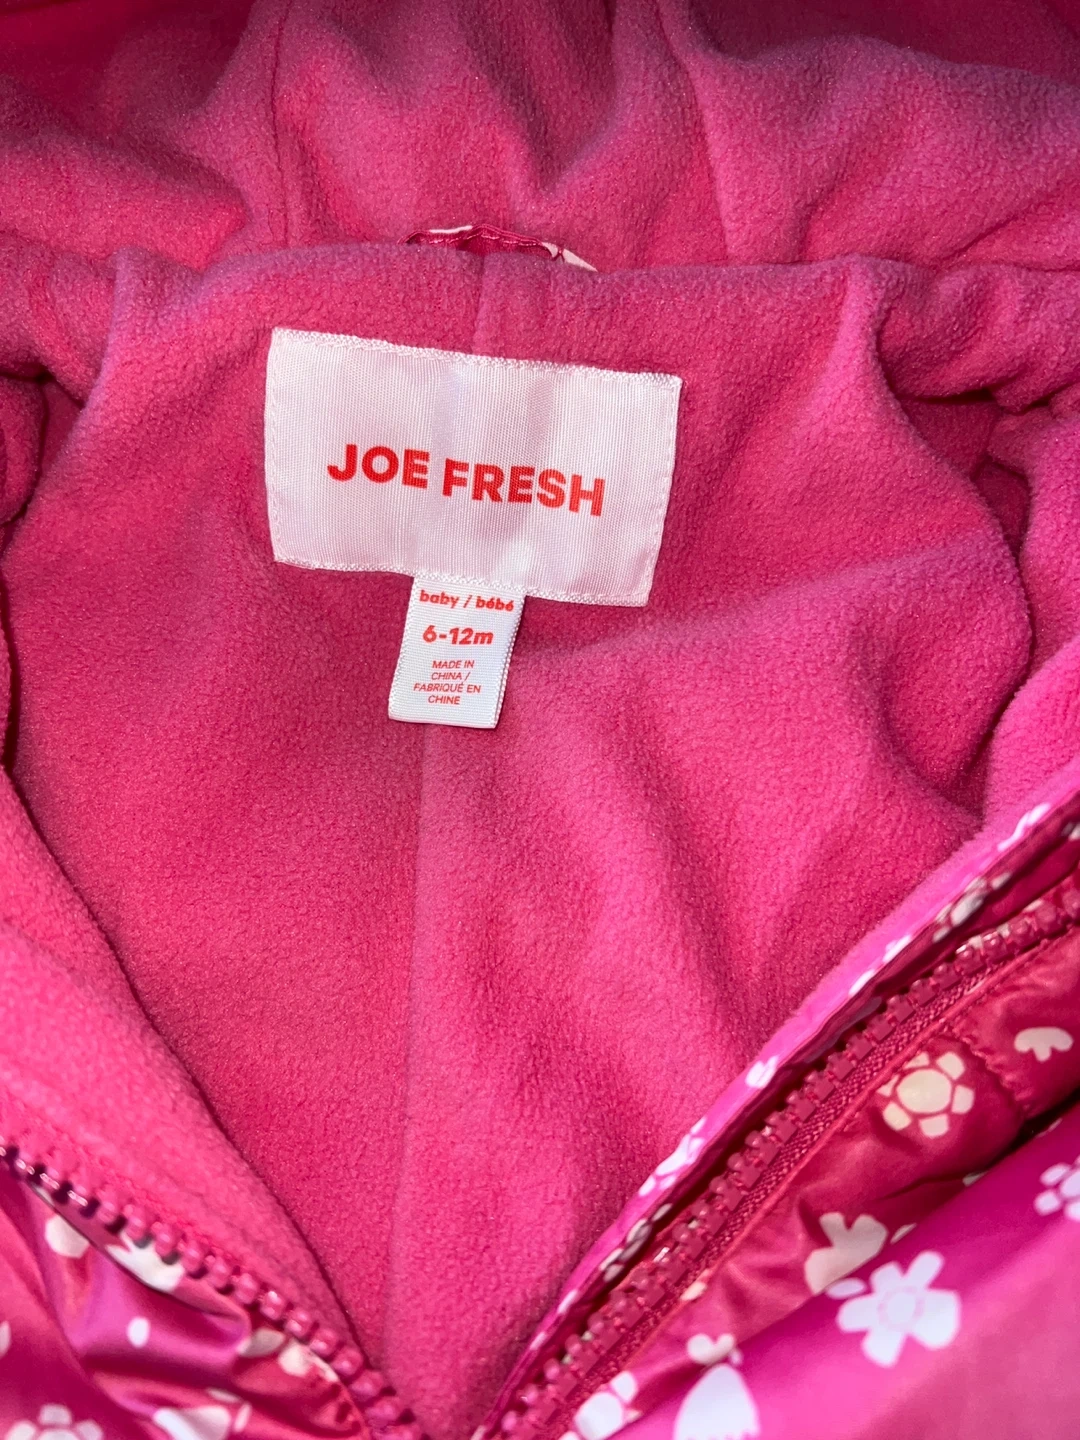 JOE FRESH
baby / bébé
6-12m
MADE IN
CHINA /
FABRIQUÉ EN
CHINE